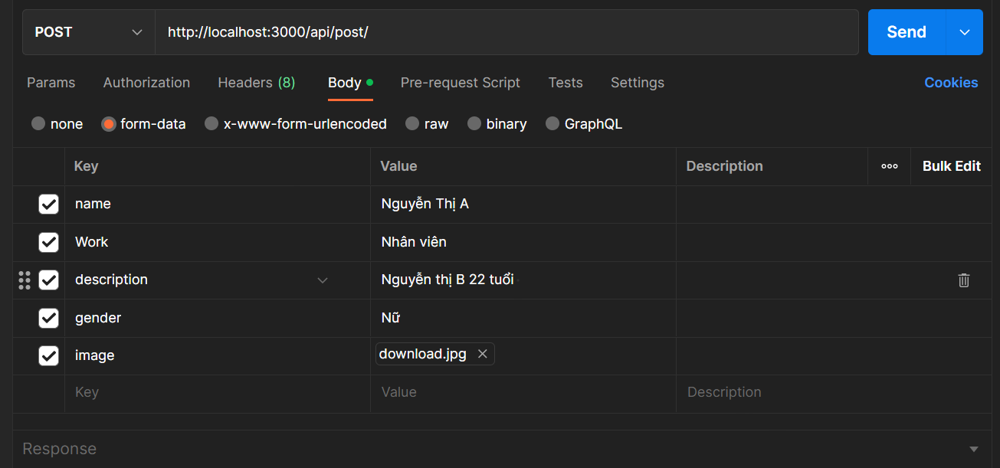 POST http://localhost:3000/api/post/ Send
Params Authorization Headers (8) Body Pre-request Script Tests Settings Cookies
none form-data x-www-form-urlencoded raw binary GraphQL
Key Value Description Bulk Edit
name Nguyễn Thị A
Work Nhân viên
description Nguyễn thị B 22 tuổi
gender Nữ
image download.jpg
Key Value Description
Response